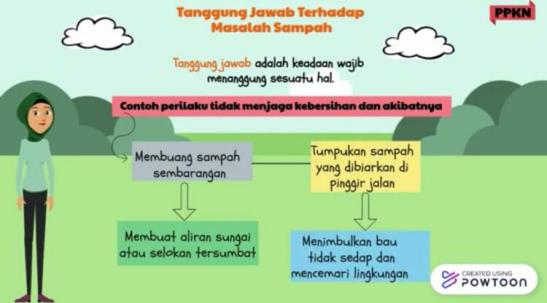 Tanggung Jawab Terhadap
Masalah Sampah
PPKN
Tanggung jawab adalah keadaan wajib
menanggung sesuatu hal.
Contoh perilaku tidak menjaga kebersihan dan akibatnya
Membuang sampah
sembarangan
Tumpukan sampah
yang dibiarkan di
pinggir jalan
Membuat aliran sungai
atau selokan tersumbat
Menimbulkan bau
tidak sedap dan
mencemari lingkungan
CREATED USING
POWTOON